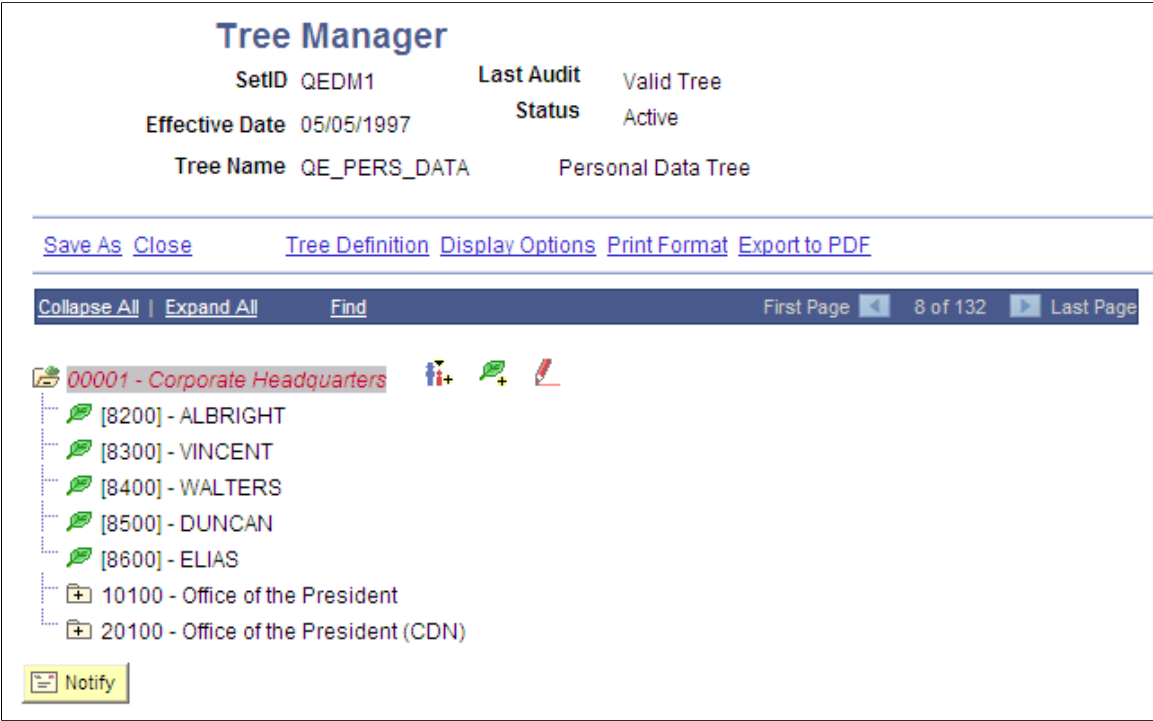 Tree Manager
SetID QEDM1 Last Audit Valid Tree
Effective Date 05/05/1997 Status Active
Tree Name QE_PERS_DATA Personal Data Tree
Save As Close Tree Definition Display Options Print Format Export to PDF
Collapse All | Expand All Find First Page 8 of 132 Last Page
00001 - Corporate Headquarters
[8200] - ALBRIGHT
[8300] - VINCENT
[8400] - WALTERS
[8500] - DUNCAN
[8600] - ELIAS
10100 - Office of the President
20100 - Office of the President (CDN)
Notify